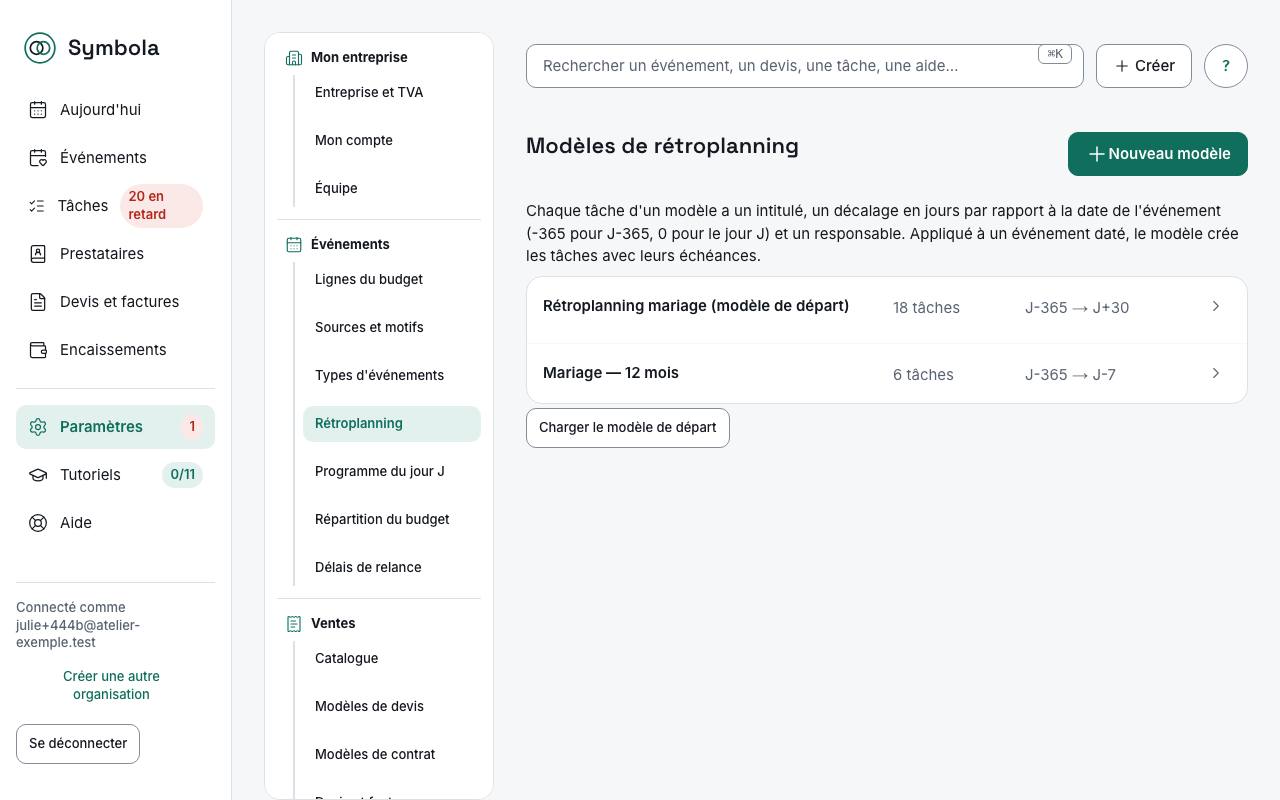 Symbola
Aujourd'hui
Événements
Tâches
20 en
retard
Prestataires
Devis et factures
Encaissements
Paramètres
1
Tutoriels
0/11
Aide
Connecté comme
julie+444b@atelier-
exemple.test
Créer une autre
organisation
Se déconnecter
Mon entreprise
Entreprise et TVA
Mon compte
Équipe
Événements
Lignes du budget
Sources et motifs
Types d'événements
Rétroplanning
Programme du jour J
Répartition du budget
Délais de relance
Ventes
Catalogue
Modèles de devis
Modèles de contrat
Rechercher un événement, un devis, une tâche, une aide...
⌘K
Créer
?
Modèles de rétroplanning
Nouveau modèle
Chaque tâche d'un modèle a un intitulé, un décalage en jours par rapport à la date de l'événement
(-365 pour J-365, 0 pour le jour J) et un responsable. Appliqué à un événement daté, le modèle crée
les tâches avec leurs échéances.
Rétroplanning mariage (modèle de départ)
18 tâches
J-365 → J+30
Mariage — 12 mois
6 tâches
J-365 → J-7
Charger le modèle de départ